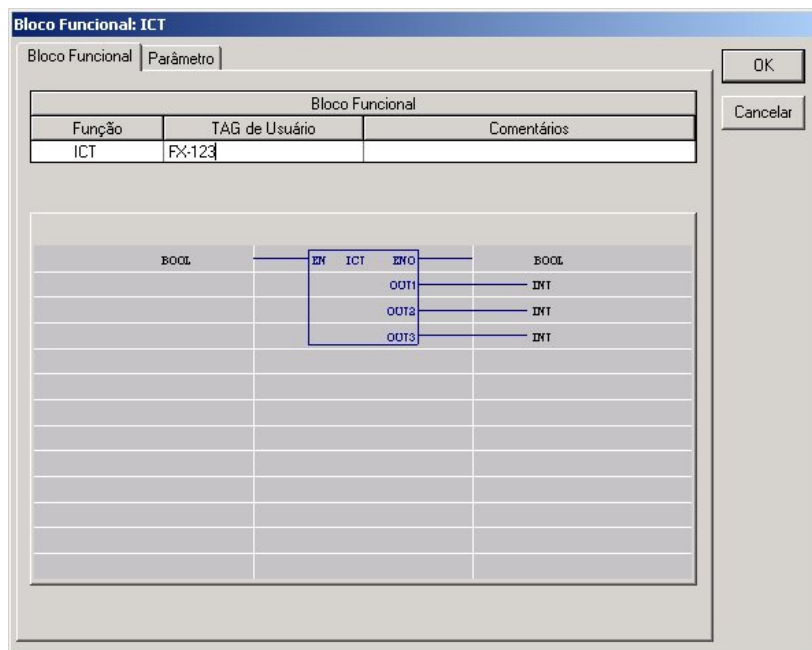 Bloco Funcional: ICT
Bloco Funcional Parâmetro
OK
Cancelar
Bloco Funcional
Função TAG de Usuário Comentários
ICT FX-123
BOOL EN ICT ENO BOOL
OUT1 INT
OUT2 INT
OUT3 INT